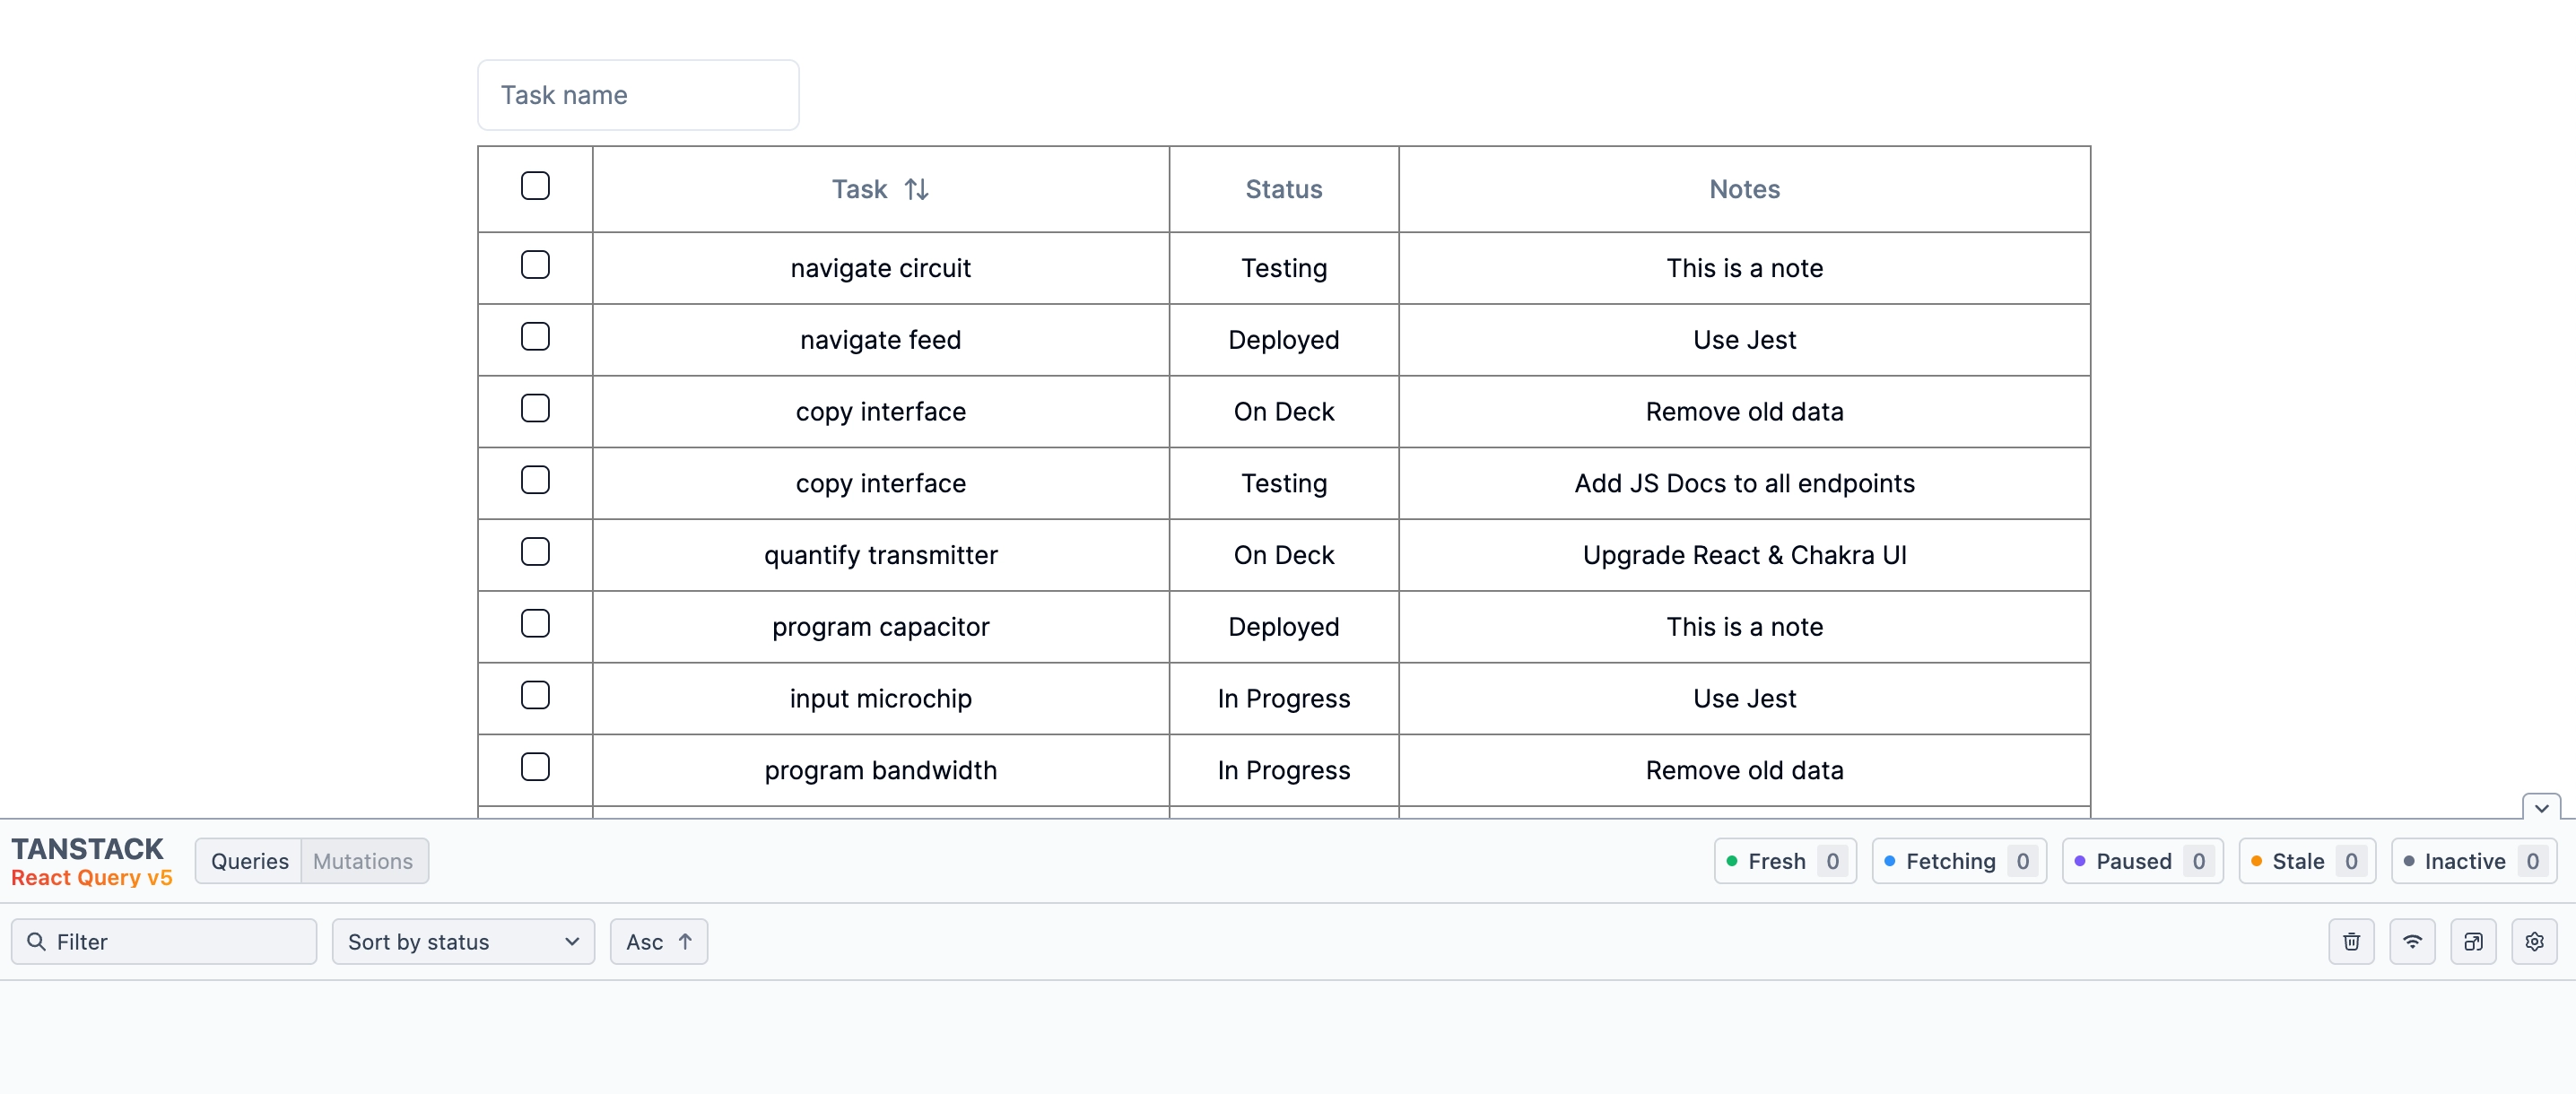 Task name
Task Status Notes
navigate circuit Testing This is a note
navigate feed Deployed Use Jest
copy interface On Deck Remove old data
copy interface Testing Add JS Docs to all endpoints
quantify transmitter On Deck Upgrade React & Chakra UI
program capacitor Deployed This is a note
input microchip In Progress Use Jest
program bandwidth In Progress Remove old data
TANSTACK
React Query v5
Queries Mutations Fresh 0 Fetching 0 Paused 0 Stale 0 Inactive 0
Filter Sort by status Asc